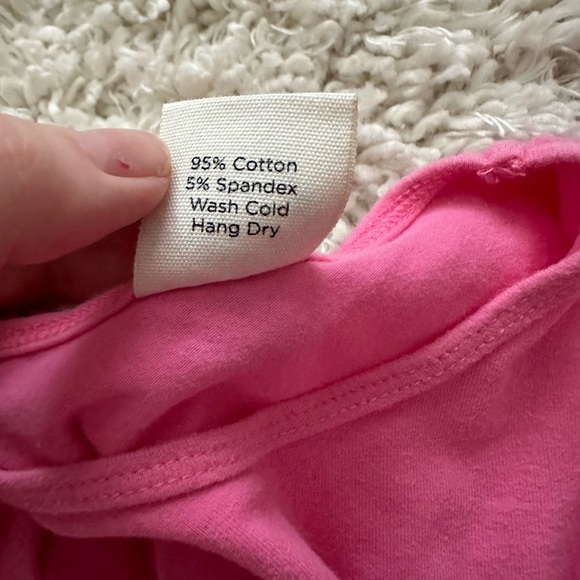 95% Cotton
5% Spandex
Wash Cold
Hang Dry